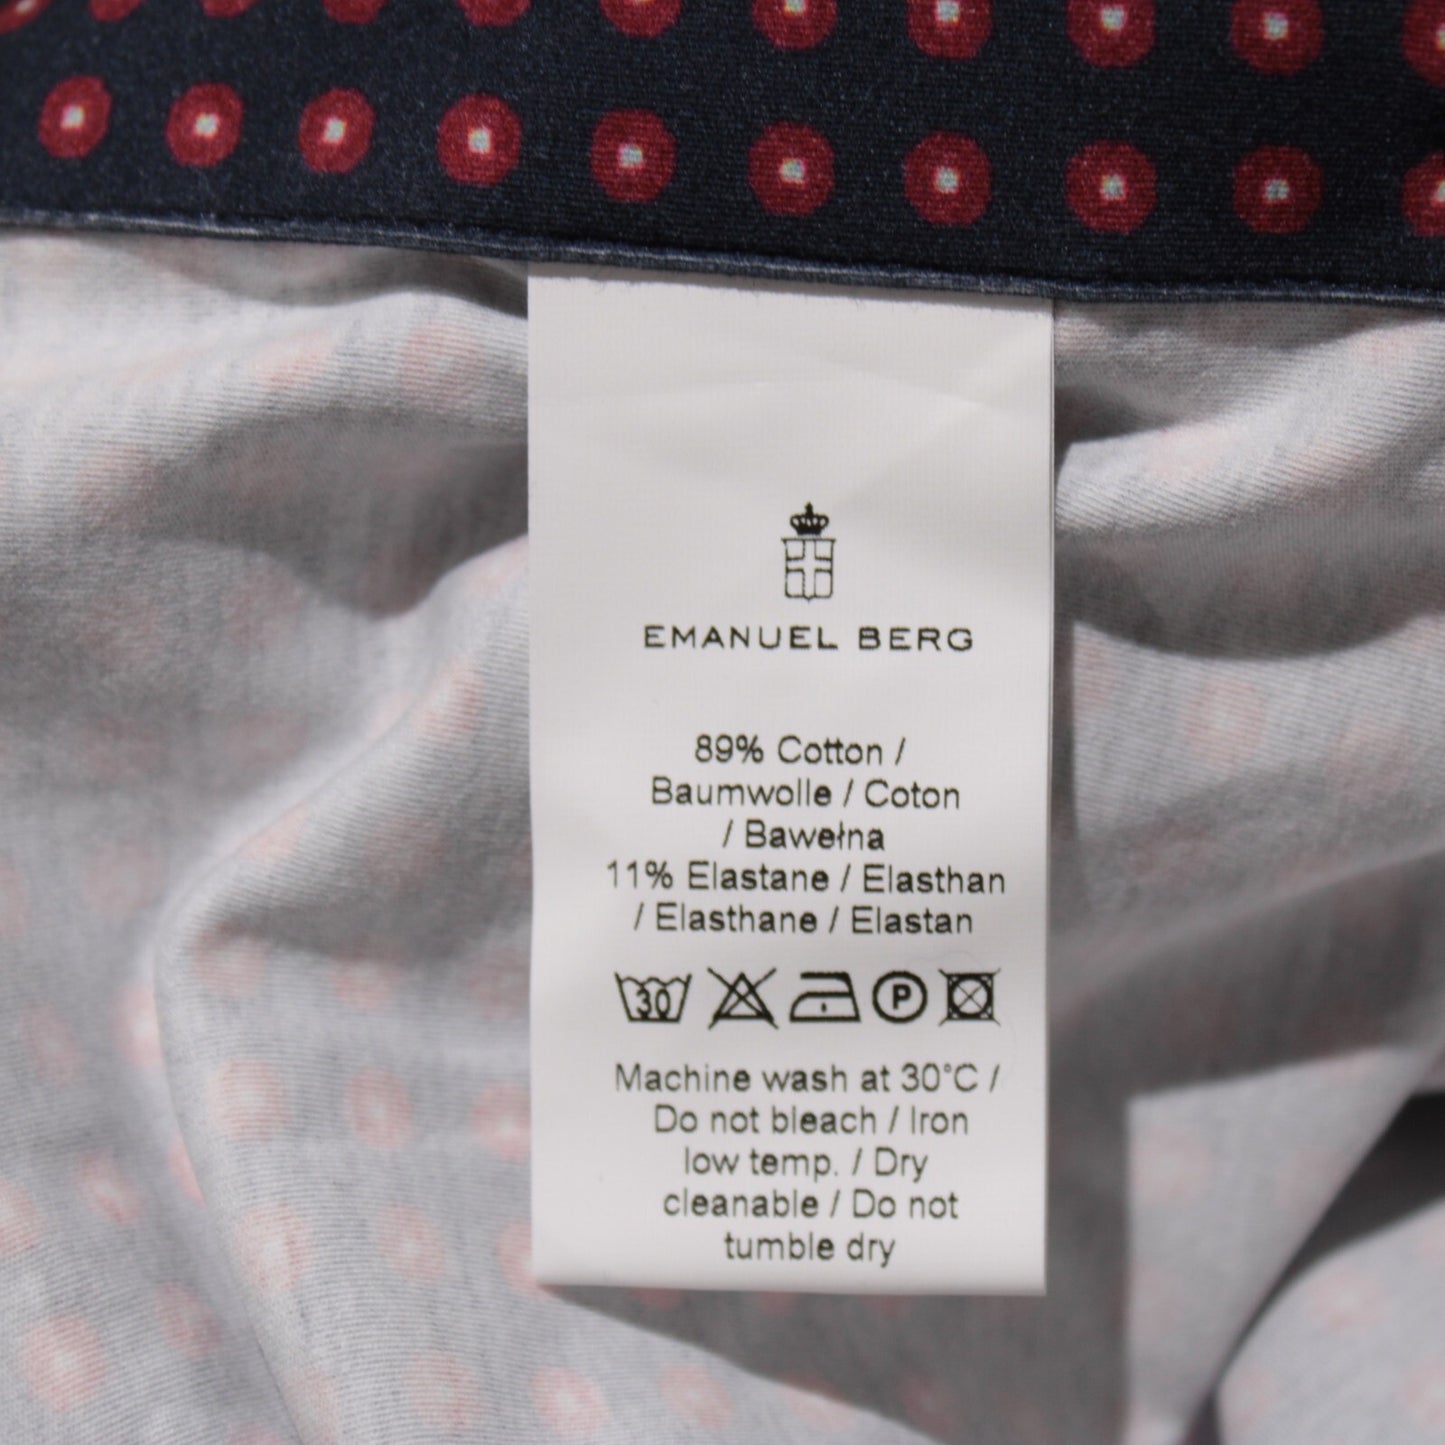 EMANUEL BERG
89% Cotton /
Baumwolle / Coton
/ Bawełna
11% Elastane / Elasthan
/ Elasthane / Elastan
30 P
Machine wash at 30°C /
Do not bleach / Iron
low temp. / Dry
cleanable / Do not
tumble dry